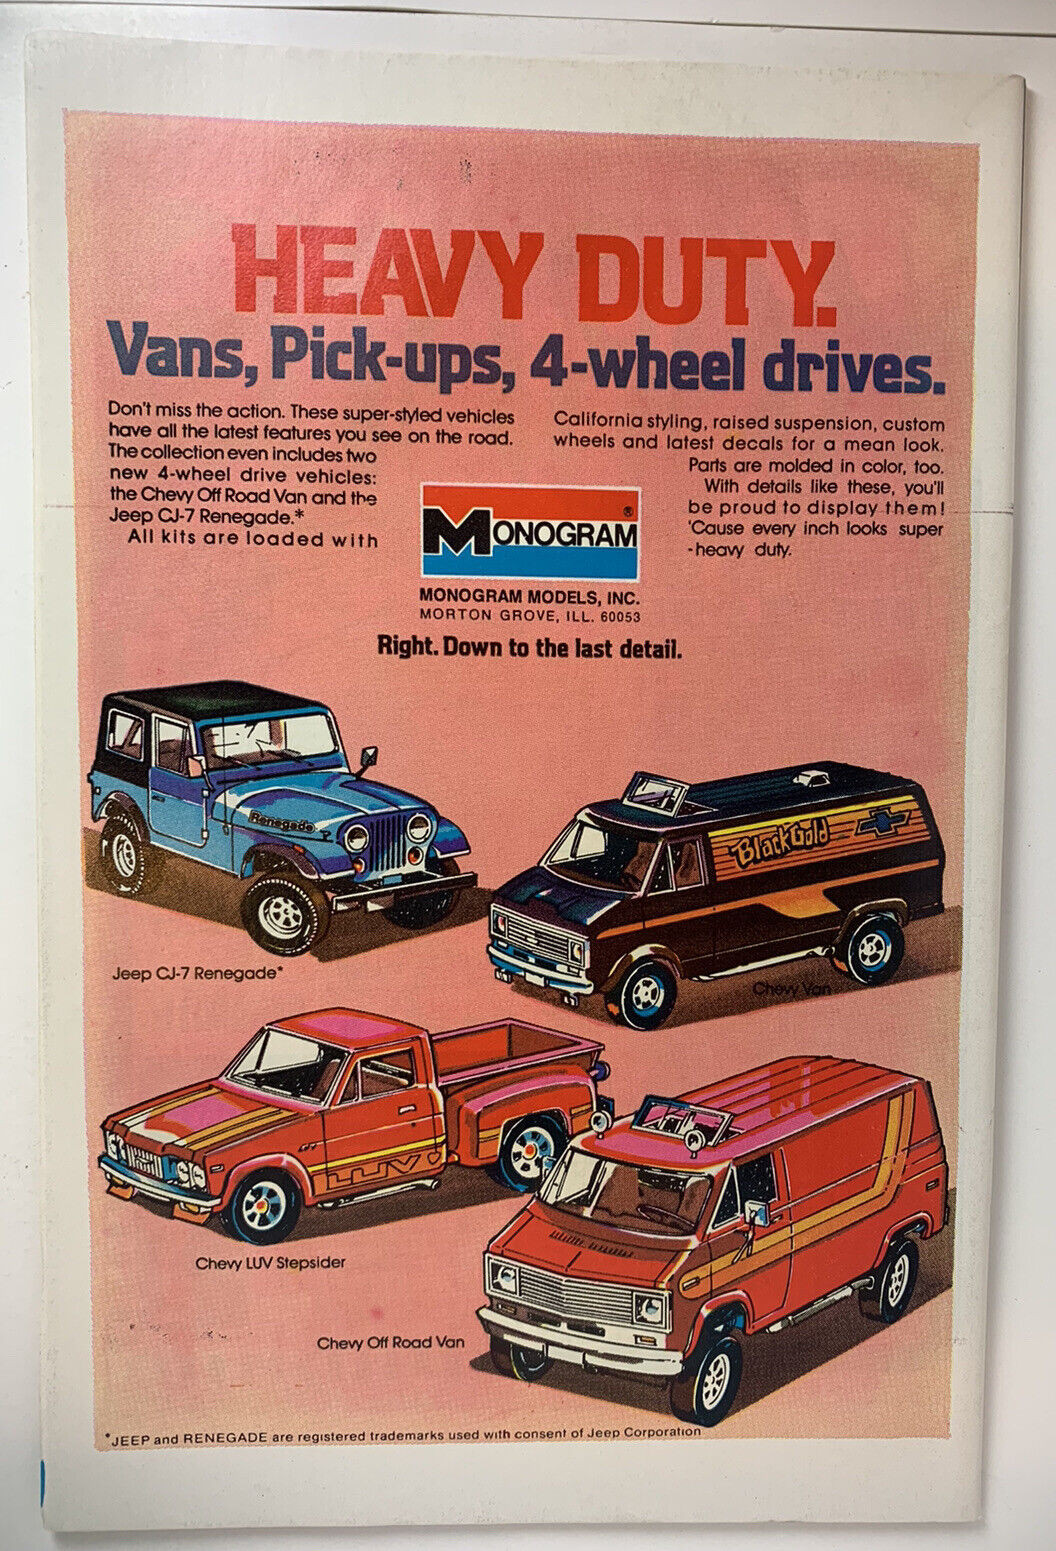 HEAVY DUTY.
Vans, Pick-ups, 4-wheel drives.
Don't miss the action. These super-styled vehicles
have all the latest features you see on the road.
The collection even includes two
new 4-wheel drive vehicles:
the Chevy Off Road Van and the
Jeep CJ-7 Renegade.*
All kits are loaded with
California styling, raised suspension, custom
wheels and latest decals for a mean look.
Parts are molded in color, too.
With details like these, you'll
be proud to display them!
'Cause every inch looks super
-heavy duty.
MONOGRAM®
MONOGRAM MODELS, INC.
MORTON GROVE, ILL. 60053
Right. Down to the last detail.
Renegade
Jeep CJ-7 Renegade*
BlackGold
Chevy Van
LUV
LUV
Chevy LUV Stepsider
Chevy Off Road Van
*JEEP and RENEGADE are registered trademarks used with consent of Jeep Corporation